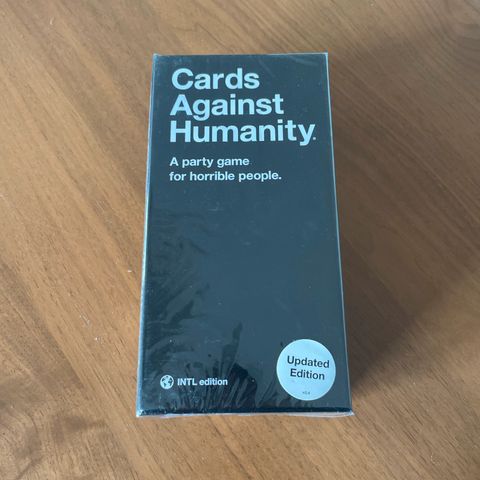 Cards
Against
Humanity.
A party game
for horrible people.
INTL edition
Updated
Edition